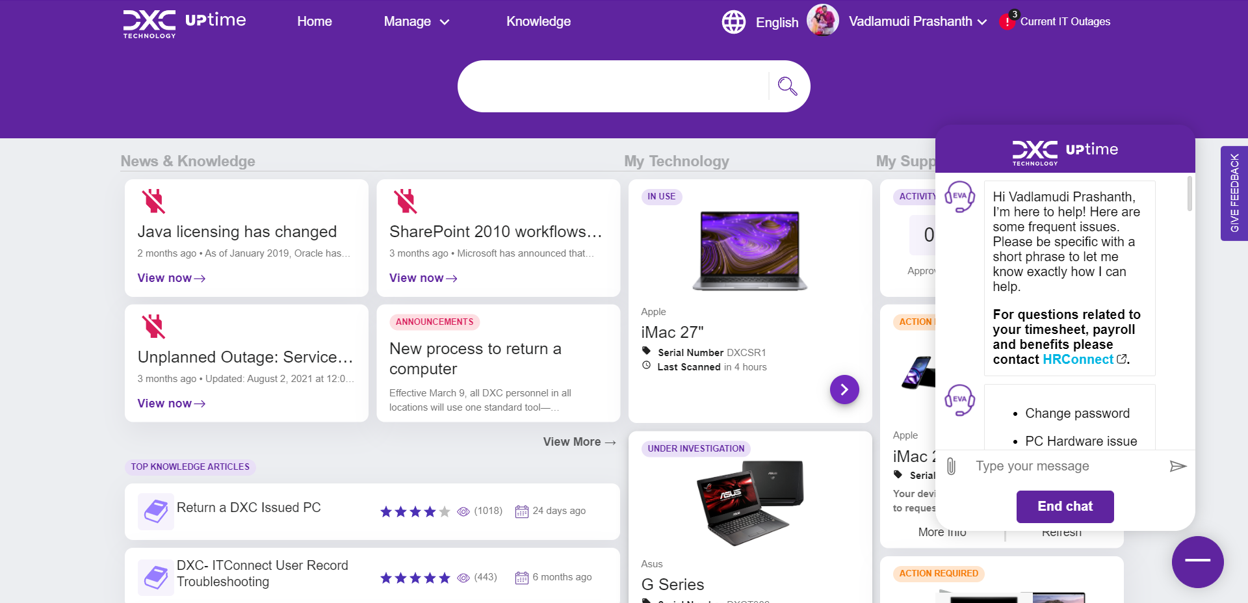 DXC UPtime
TECHNOLOGY
Home
Manage
Knowledge
English
Vadlamudi Prashanth
3
Current IT Outages
News & Knowledge
Java licensing has changed
2 months ago • As of January 2019, Oracle has...
View now→
SharePoint 2010 workflows...
3 months ago • Microsoft has announced that...
View now→
Unplanned Outage: Service...
3 months ago • Updated: August 2, 2021 at 12:0...
View now→
ANNOUNCEMENTS
New process to return a
computer
Effective March 9, all DXC personnel in all
locations will use one standard tool—...
View More →
TOP KNOWLEDGE ARTICLES
Return a DXC Issued PC
(1018)
24 days ago
DXC- ITConnect User Record
Troubleshooting
(443)
6 months ago
My Technology
IN USE
Apple
iMac 27"
Serial Number DXCSR1
Last Scanned in 4 hours
UNDER INVESTIGATION
Asus
G Series
My Supp
ACTIVITY
0
Approv
ACTION
Apple
iMac 2
Serial
Your devi
to reques
More Info
Refresh
ACTION REQUIRED
DXC UPtime
TECHNOLOGY
EVA
Hi Vadlamudi Prashanth,
I'm here to help! Here are
some frequent issues.
Please be specific with a
short phrase to let me
know exactly how I can
help.
For questions related to
your timesheet, payroll
and benefits please
contact HRConnect.
EVA
• Change password
• PC Hardware issue
Type your message
End chat
GIVE FEEDBACK